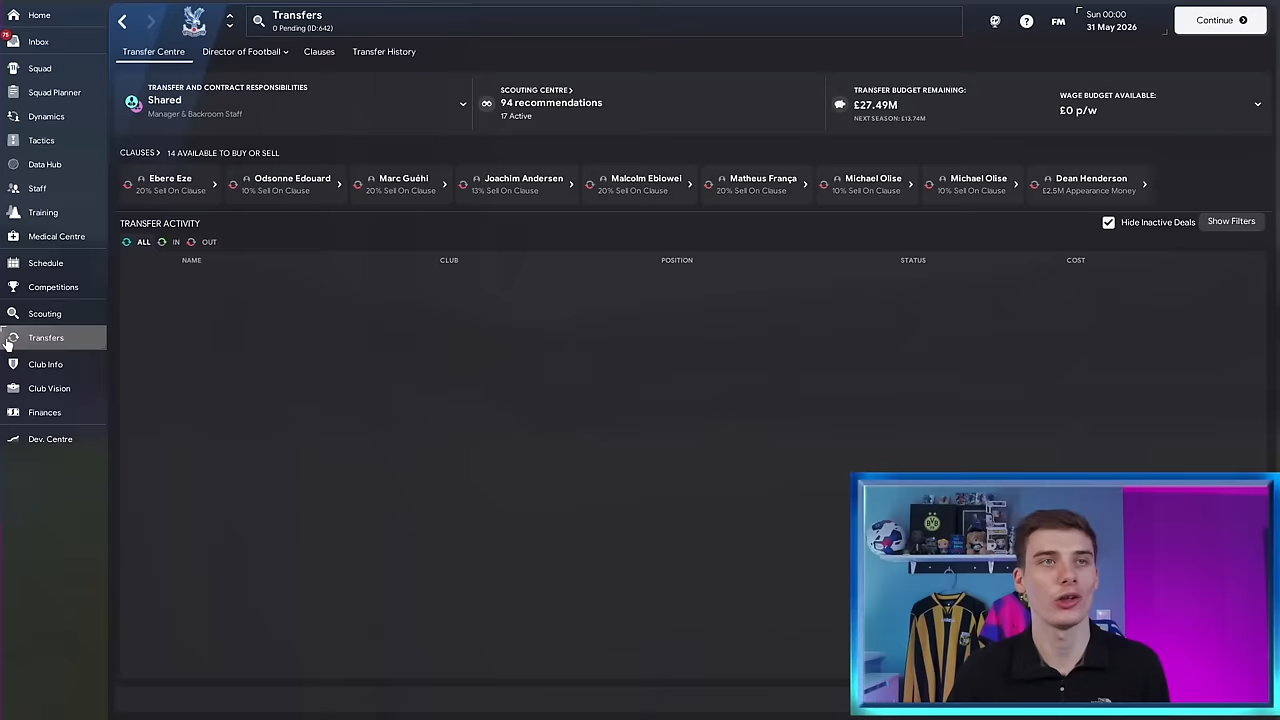 Home
75
Inbox
Squad
Squad Planner
Dynamics
Tactics
Data Hub
Staff
Training
Medical Centre
Schedule
Competitions
Scouting
Transfers
Club Info
Club Vision
Finances
Dev. Centre
Transfers
0 Pending (ID:642)
FM
Sun 00:00
31 May 2026
Continue
Transfer Centre
Director of Football
Clauses
Transfer History
TRANSFER AND CONTRACT RESPONSIBILITIES
Shared
Manager & Backroom Staff
SCOUTING CENTRE >
94 recommendations
17 Active
TRANSFER BUDGET REMAINING:
£27.49M
NEXT SEASON: £13.74M
WAGE BUDGET AVAILABLE:
£0 p/w
CLAUSES > 14 AVAILABLE TO BUY OR SELL
Ebere Eze
20% Sell On Clause
Odsonne Edouard
10% Sell On Clause
Marc Guéhi
20% Sell On Clause
Joachim Andersen
13% Sell On Clause
Malcolm Ebiowei
20% Sell On Clause
Matheus França
20% Sell On Clause
Michael Olise
10% Sell On Clause
Michael Olise
10% Sell On Clause
Dean Henderson
£2.5M Appearance Money
TRANSFER ACTIVITY
Hide Inactive Deals
Show Filters
ALL IN OUT
NAME CLUB POSITION STATUS COST
BVB